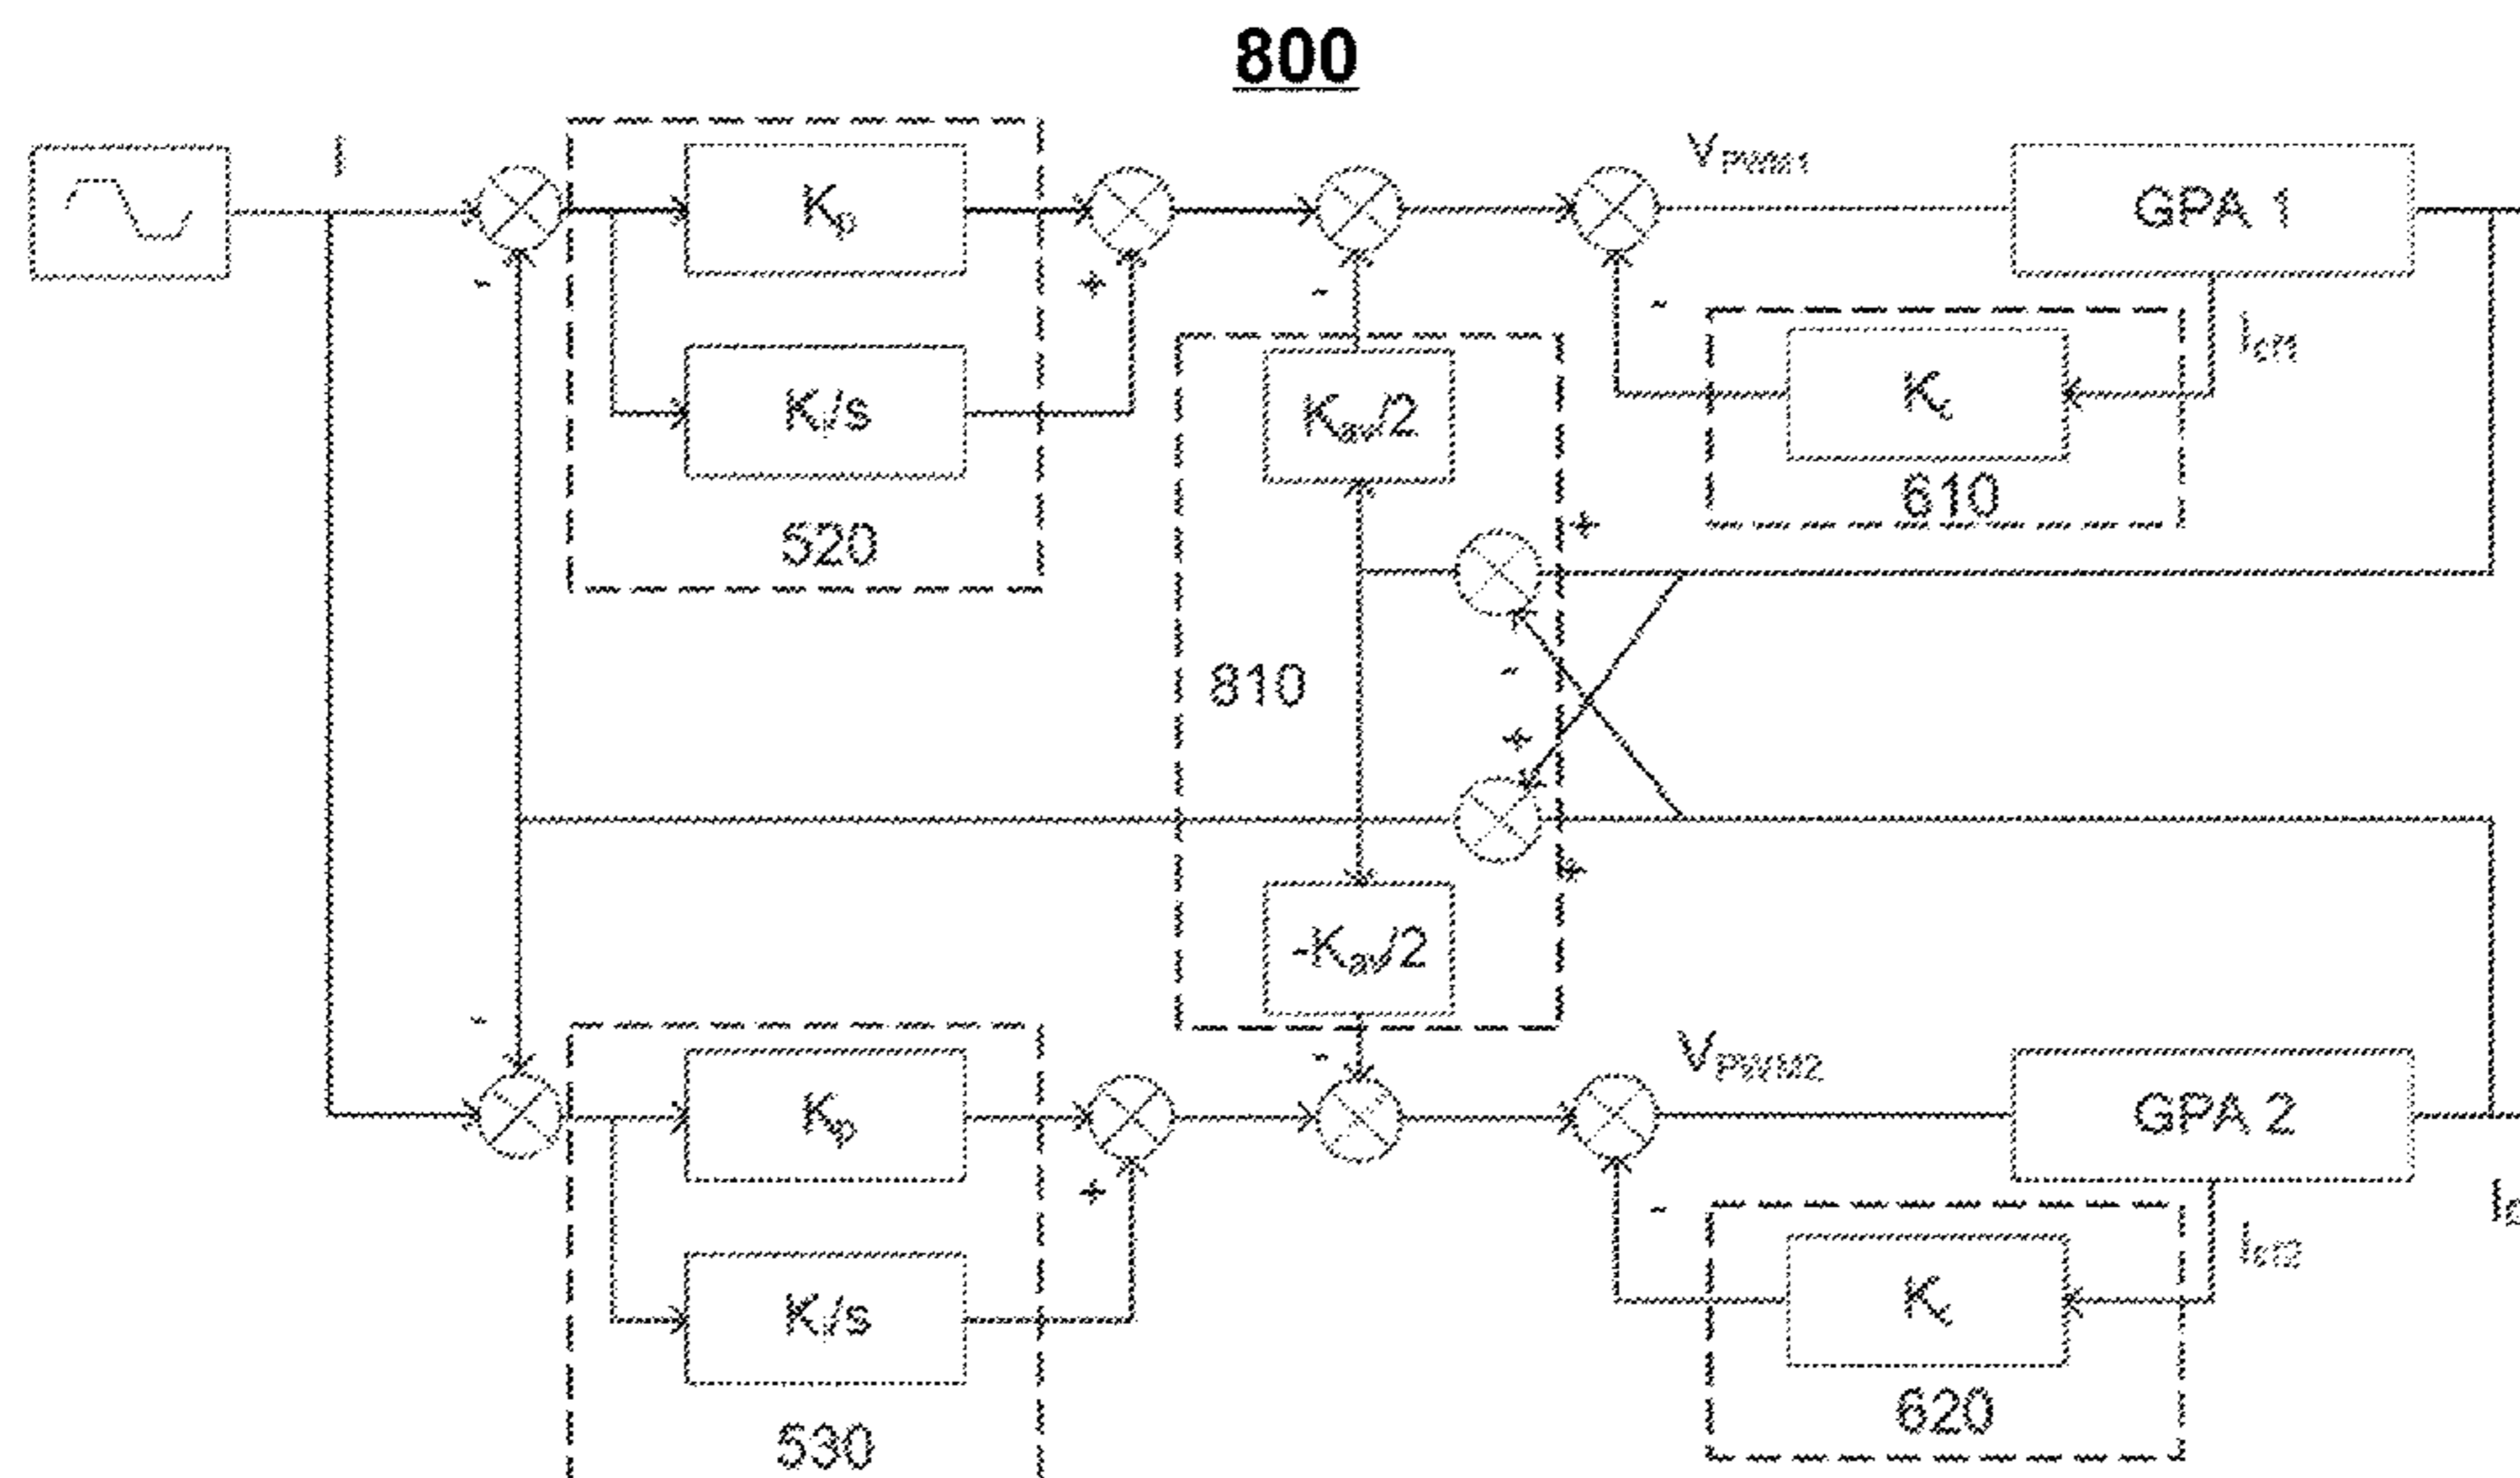 800
I
Kp
VPWM1
GPA 1
Ki/s
Kav/2
Kc
Icf1
520
610
810
-Kav/2
Kp
VPWM2
GPA 2
Ki/s
Kc
Icf2
530
620